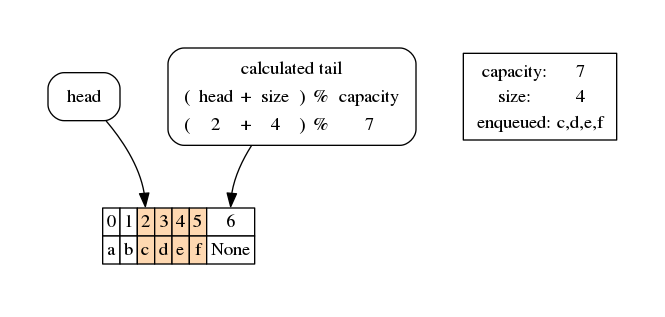 head
calculated tail
( head + size ) % capacity
( 2 + 4 ) % 7
capacity: 7
size: 4
enqueued: c,d,e,f
0 1 2 3 4 5 6
a b c d e f None